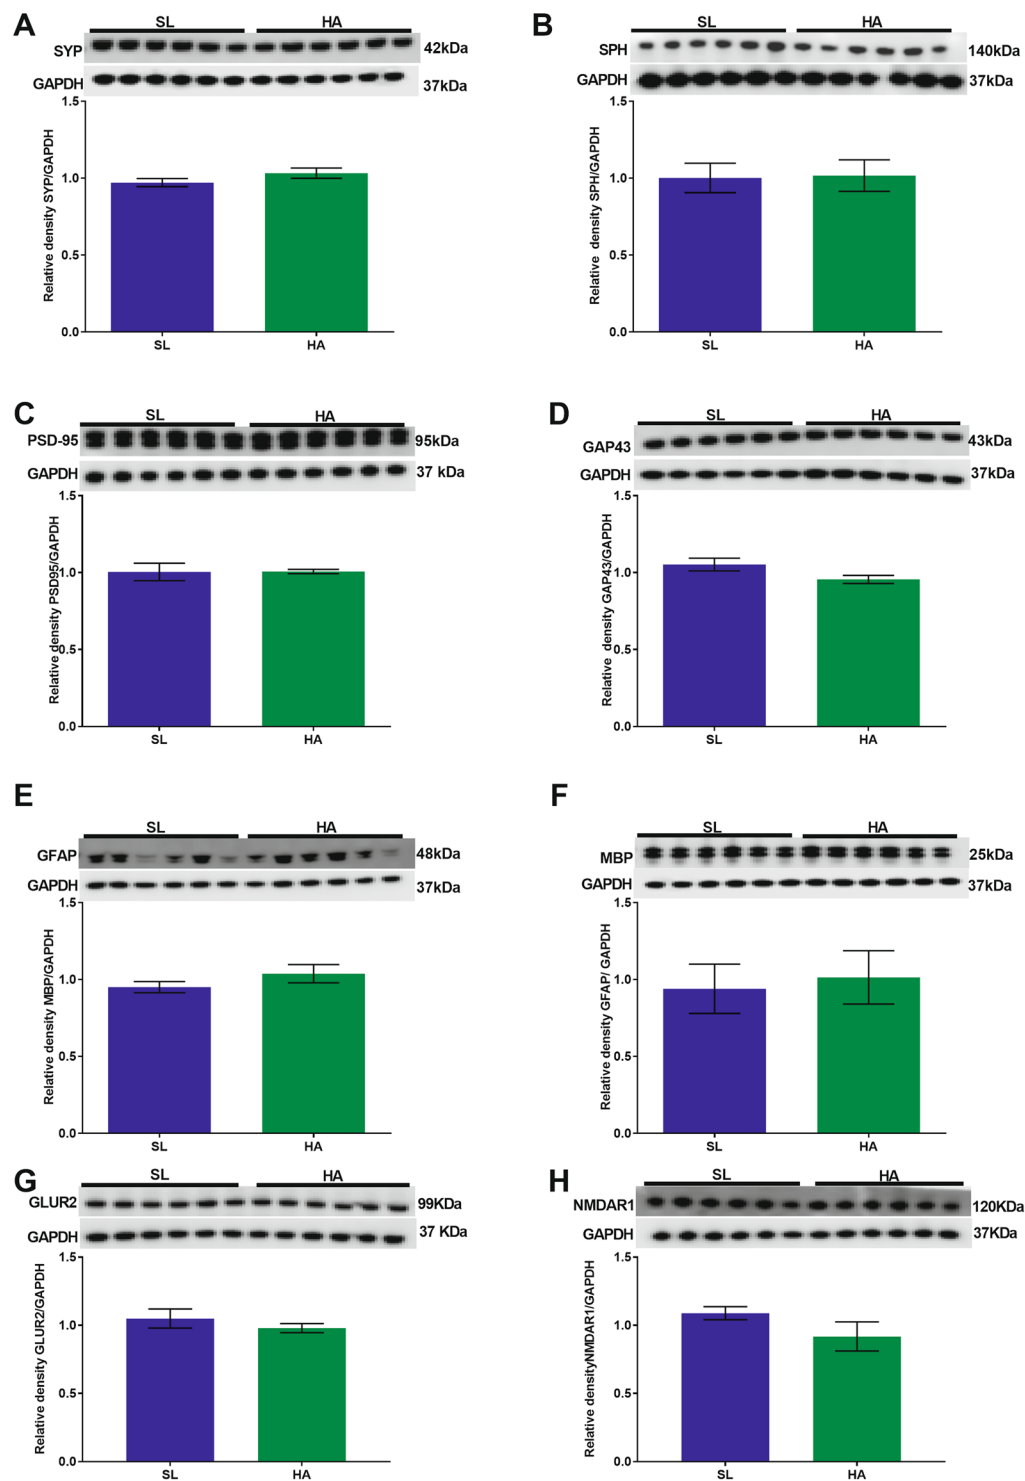 A
SL HA
SYP 42kDa
GAPDH 37kDa
Relative density SYP/GAPDH
1.5
1.0
0.5
0.0
SL HA
B
SL HA
SPH 140kDa
GAPDH 37kDa
Relative density SPH/GAPDH
1.5
1.0
0.5
0.0
SL HA
C
SL HA
PSD-95 95kDa
GAPDH 37 kDa
Relative density PSD95/GAPDH
1.5
1.0
0.5
0.0
SL HA
D
SL HA
GAP43 43kDa
GAPDH 37kDa
Relative density GAP43/GAPDH
1.5
1.0
0.5
0.0
SL HA
E
SL HA
GFAP 48kDa
GAPDH 37kDa
Relative density MBP/GAPDH
1.5
1.0
0.5
0.0
SL HA
F
SL HA
MBP 25kDa
GAPDH 37kDa
Relative density GFAP/ GAPDH
1.5
1.0
0.5
0.0
SL HA
G
SL HA
GLUR2 99KDa
GAPDH 37 KDa
Relative density GLUR2/GAPDH
1.5
1.0
0.5
0.0
SL HA
H
SL HA
NMDAR1 120KDa
GAPDH 37KDa
Relative densityNMDAR1/GAPDH
1.5
1.0
0.5
0.0
SL HA